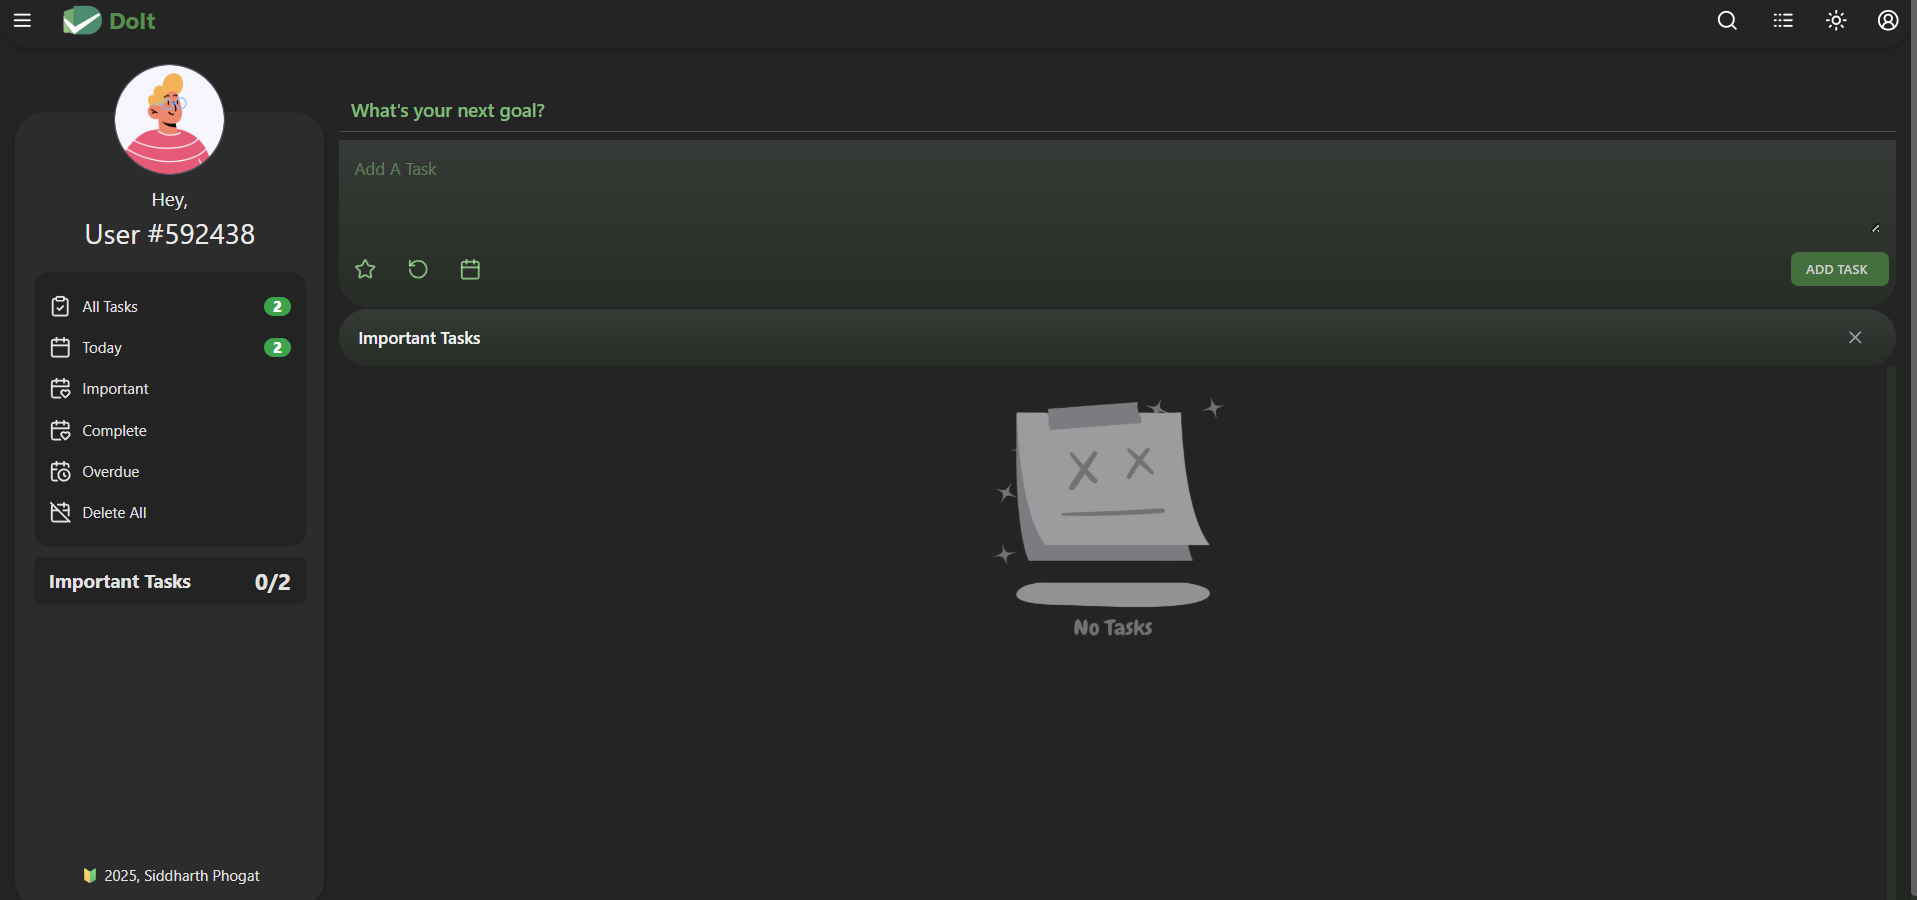 DoIt
What's your next goal?
Add A Task
ADD TASK
Hey,
User #592438
All Tasks 2
Today 2
Important
Complete
Overdue
Delete All
Important Tasks 0/2
Important Tasks
No Tasks
2025, Siddharth Phogat